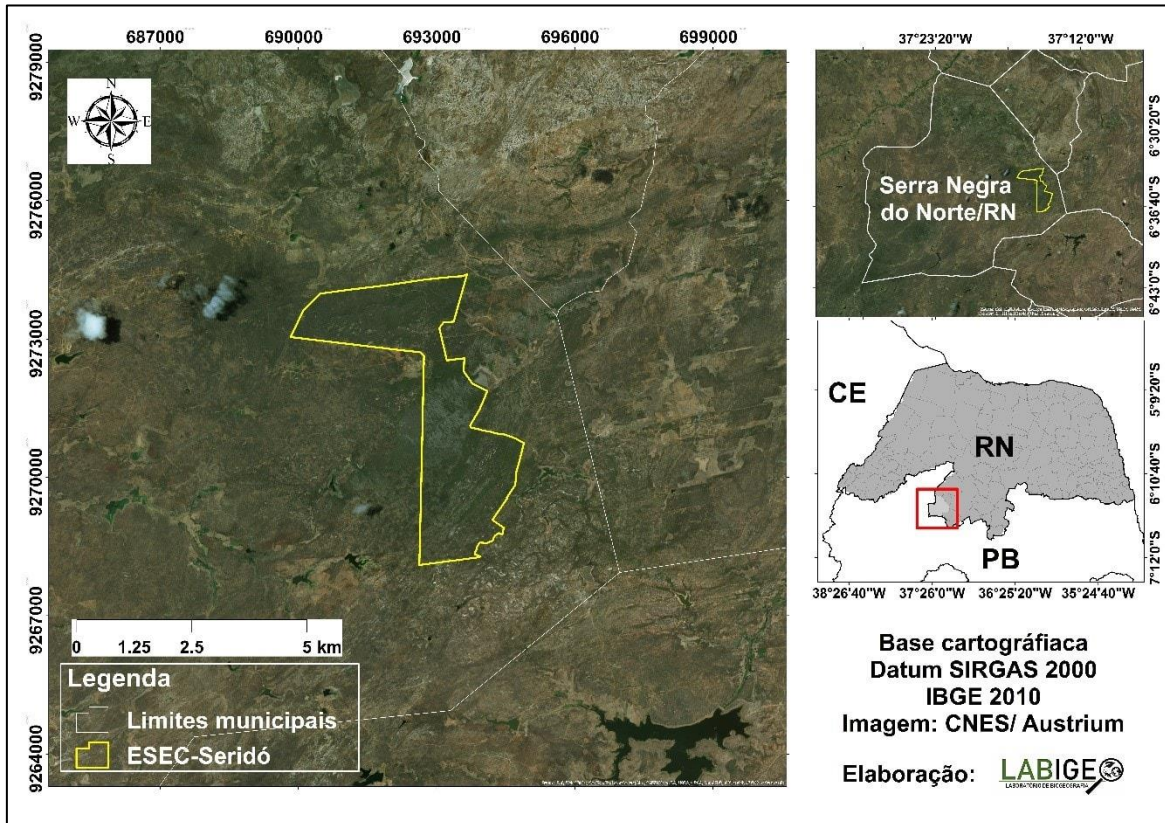 687000 690000 693000 696000 699000
9279000
9276000
9273000
9270000
9267000
9264000
N
W E
S
0 1.25 2.5 5 km
Legenda
Limites municipais
ESEC-Seridó
37°23'20"W 37°12'0"W
6°30'20"S
6°36'40"S
6°43'0"S
Serra Negra
do Norte/RN
CE
RN
PB
5°9'20"S
6°10'40"S
7°12'0"S
38°26'40"W 37°26'0"W 36°25'20"W 35°24'40"W
Base cartográfiaca
Datum SIRGAS 2000
IBGE 2010
Imagem: CNES/ Austrium
Elaboração:
LABIGEO
LABORATÓRIO DE BIOGEOGRAFIA